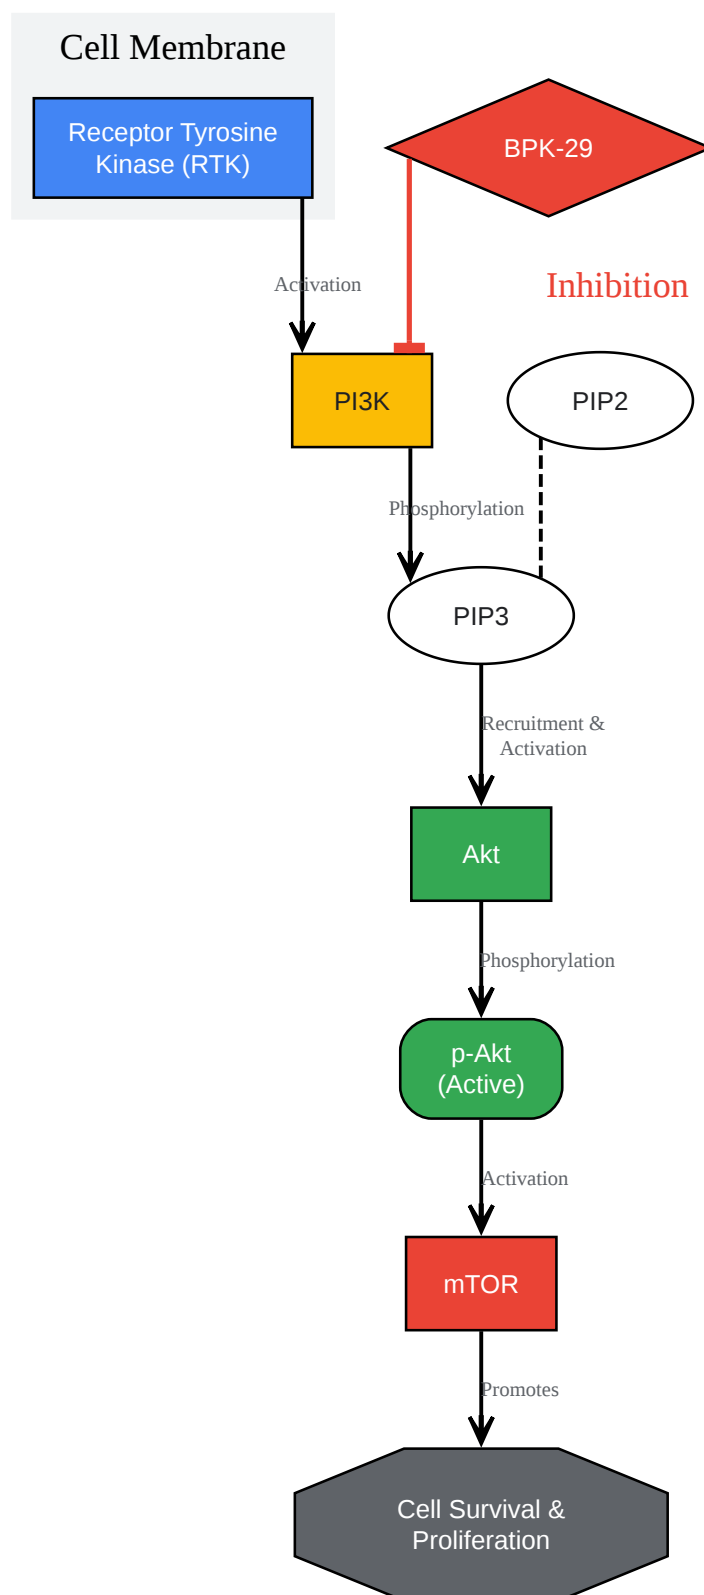 Cell Membrane
Receptor Tyrosine
Kinase (RTK)
BPK-29
Activation
Inhibition
PI3K
PIP2
Phosphorylation
PIP3
Recruitment &
Activation
Akt
Phosphorylation
p-Akt
(Active)
Activation
mTOR
Promotes
Cell Survival &
Proliferation